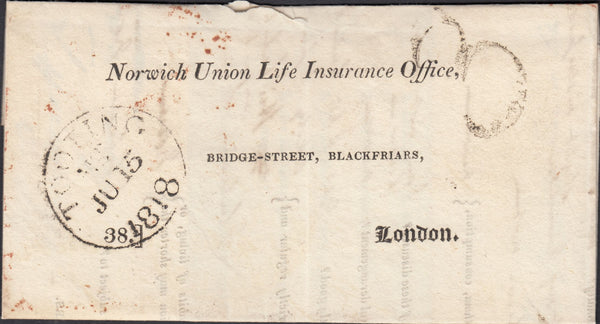 Norwich Union Life Insurance Office,
BRIDGE-STREET, BLACKFRIARS,
London.
TOOTING
JU 15
1818
38